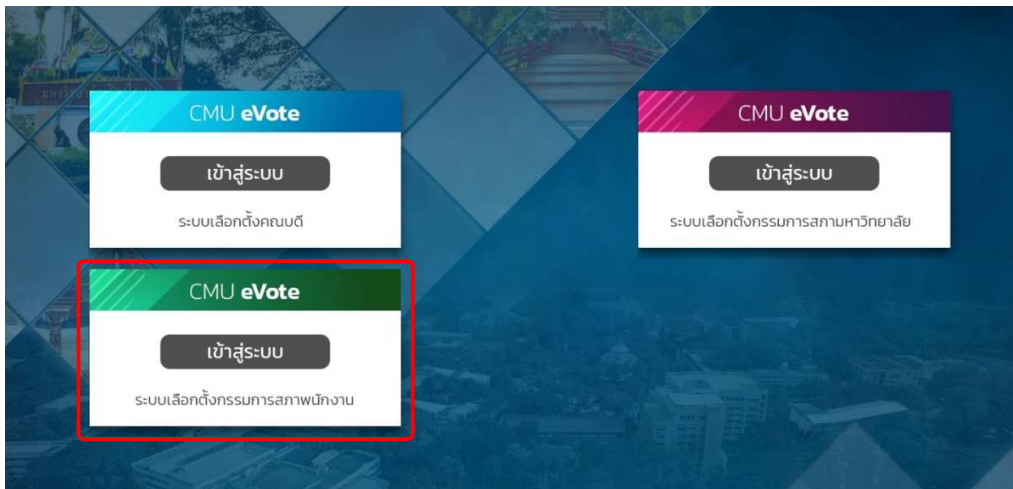 CMU eVote
เข้าสู่ระบบ
ระบบเลือกตั้งคณบดี
CMU eVote
เข้าสู่ระบบ
ระบบเลือกตั้งกรรมการสภามหาวิทยาลัย
CMU eVote
เข้าสู่ระบบ
ระบบเลือกตั้งกรรมการสภาพนักงาน